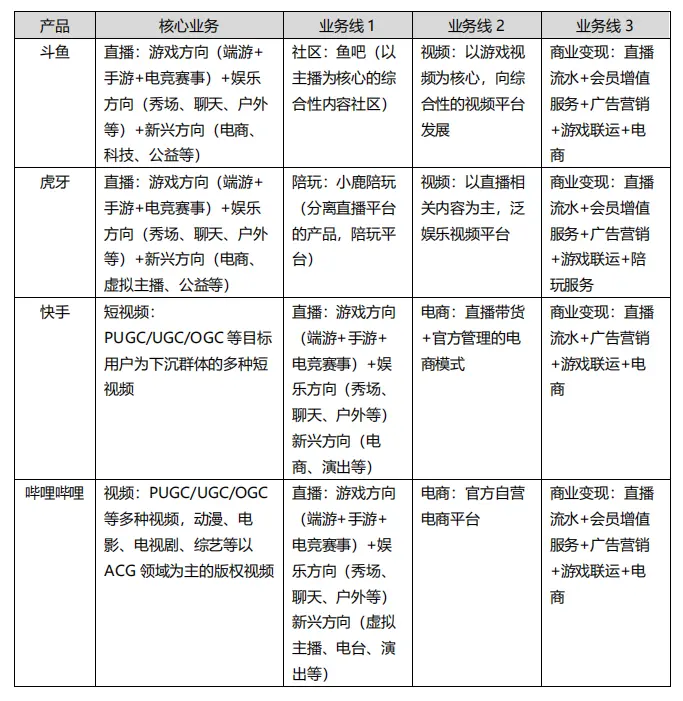 产品 核心业务 业务线 1 业务线 2 业务线 3
斗鱼
直播：游戏方向（端游+
手游+电竞赛事）+娱乐
方向（秀场、聊天、户外
等）+新兴方向（电商、
科技、公益等）
社区：鱼吧（以
主播为核心的综
合性内容社区）
视频：以游戏视
频为核心，向综
合性的视频平台
发展
商业变现：直播
流水+会员增值
服务+广告营销
+游戏联运+电
商
虎牙
直播：游戏方向（端游+
手游+电竞赛事）+娱乐
方向（秀场、聊天、户外
等）+新兴方向（电商、
虚拟主播、公益等）
陪玩：小鹿陪玩
（分离直播平台
的产品，陪玩平
台）
视频：以直播相
关内容为主，泛
娱乐视频平台
商业变现：直播
流水+会员增值
服务+广告营销
+游戏联运+陪
玩服务
快手
短视频：
PUGC/UGC/OGC 等目标
用户为下沉群体的多种短
视频
直播：游戏方向
（端游+手游+
电竞赛事）+娱
乐方向（秀场、
聊天、户外等）
新兴方向（电
商、演出等）
电商：直播带货
+官方管理的电
商模式
商业变现：直播
流水+广告营销
+游戏联运+电
商
哔哩哔哩
视频：PUGC/UGC/OGC
等多种视频，动漫、电
影、电视剧、综艺等以
ACG 领域为主的版权视频
直播：游戏方向
（端游+手游+
电竞赛事）+娱
乐方向（秀场、
聊天、户外等）
新兴方向（虚拟
主播、电台、演
出等）
电商：官方自营
电商平台
商业变现：直播
流水+会员增值
服务+广告营销
+游戏联运+电
商